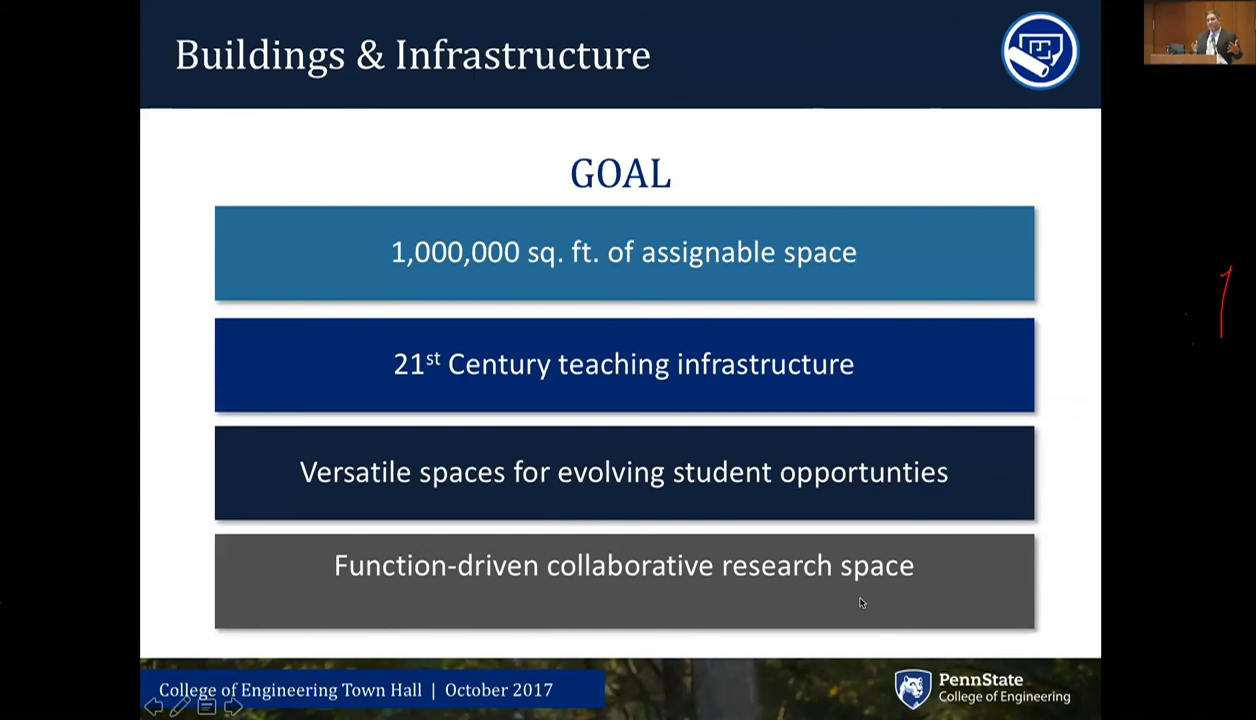 Buildings & Infrastructure
GOAL
1,000,000 sq. ft. of assignable space
21st Century teaching infrastructure
Versatile spaces for evolving student opportunties
Function-driven collaborative research space
College of Engineering Town Hall | October 2017
PennState
College of Engineering